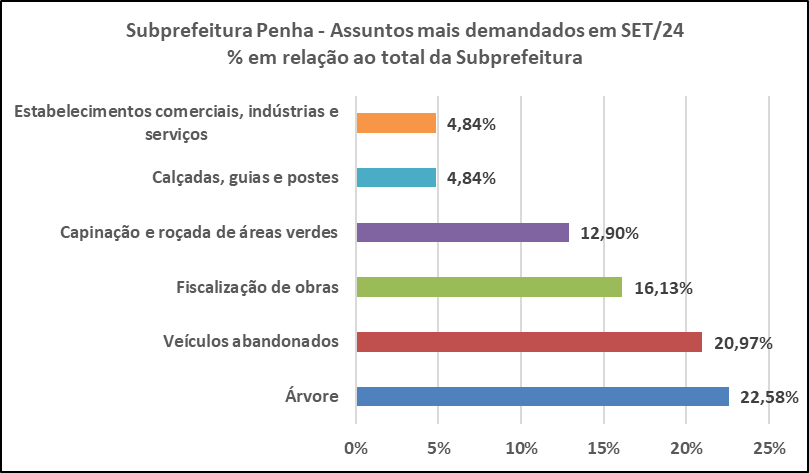 Subprefeitura Penha - Assuntos mais demandados em SET/24
% em relação ao total da Subprefeitura
Estabelecimentos comerciais, indústrias e
serviços
4,84%
Calçadas, guias e postes
4,84%
Capinação e roçada de áreas verdes
12,90%
Fiscalização de obras
16,13%
Veículos abandonados
20,97%
Árvore
22,58%
0% 5% 10% 15% 20% 25%